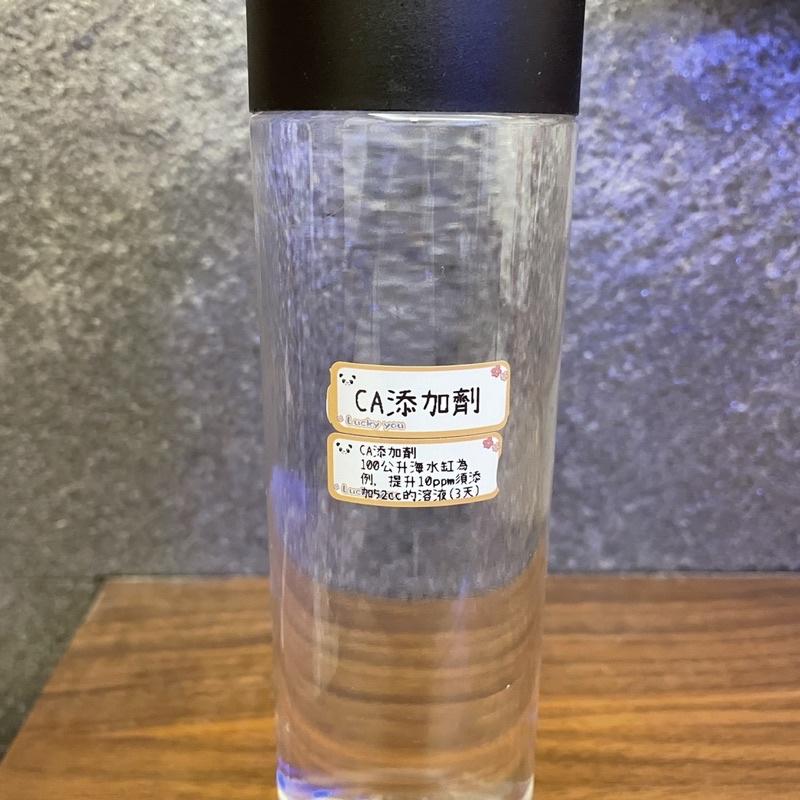 CA添加劑
Lucky you
CA添加劑
100公升海水缸為
例，提升10ppm須添
加52cc的溶液(3天)